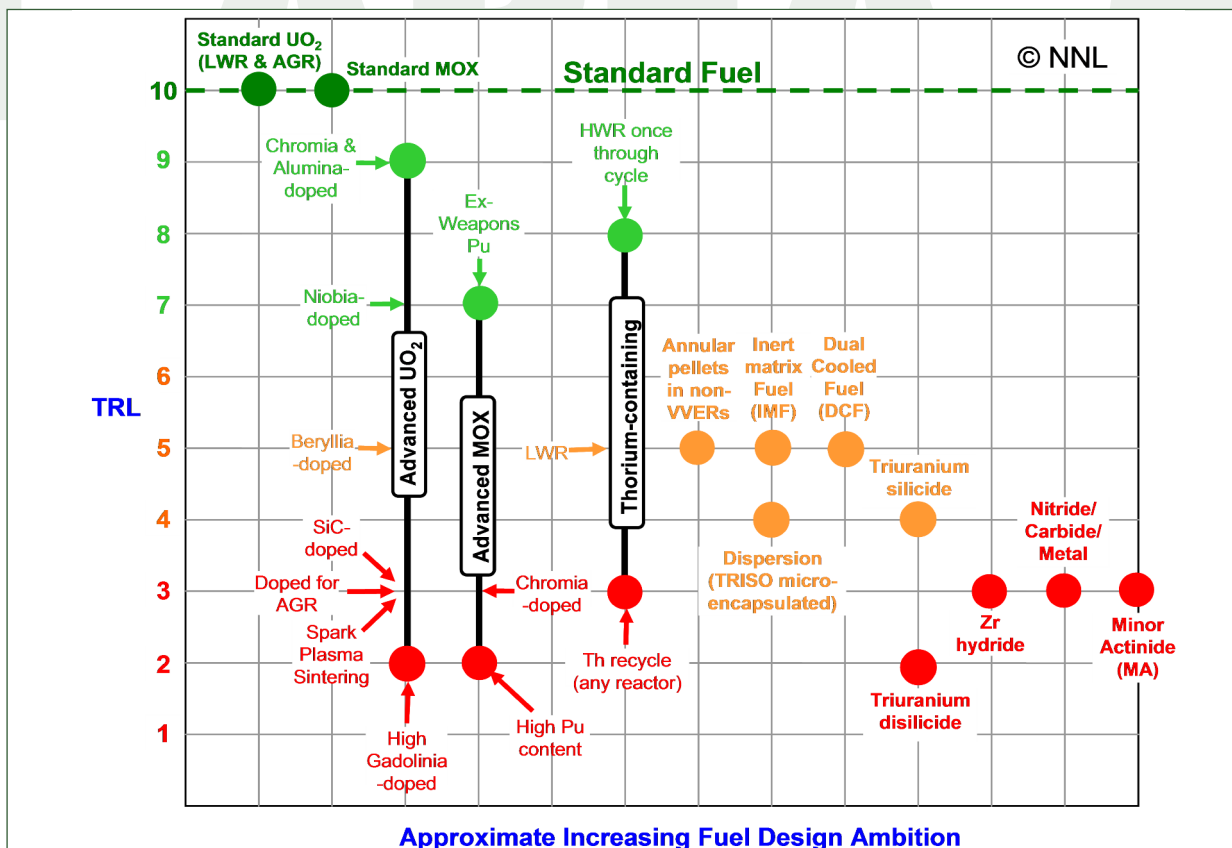 Standard UO2
(LWR & AGR)
Standard MOX
Standard Fuel
© NNL
10
9
8
7
6
5
4
3
2
1
TRL
Chromia &
Alumina-
doped
Niobia-
doped
Beryllia
-doped
SiC-
doped
Doped for
AGR
Spark
Plasma
Sintering
High
Gadolinia
-doped
Advanced UO2
Ex-
Weapons
Pu
Advanced MOX
Chromia
-doped
High Pu
content
HWR once
through
cycle
LWR
Thorium-containing
Th recycle
(any reactor)
Annular
pellets
in non-
VVERs
Inert
matrix
Fuel
(IMF)
Dual
Cooled
Fuel
(DCF)
Dispersion
(TRISO micro-
encapsulated)
Triuranium
silicide
Triuranium
disilicide
Zr
hydride
Nitride/
Carbide/
Metal
Minor
Actinide
(MA)
Approximate Increasing Fuel Design Ambition